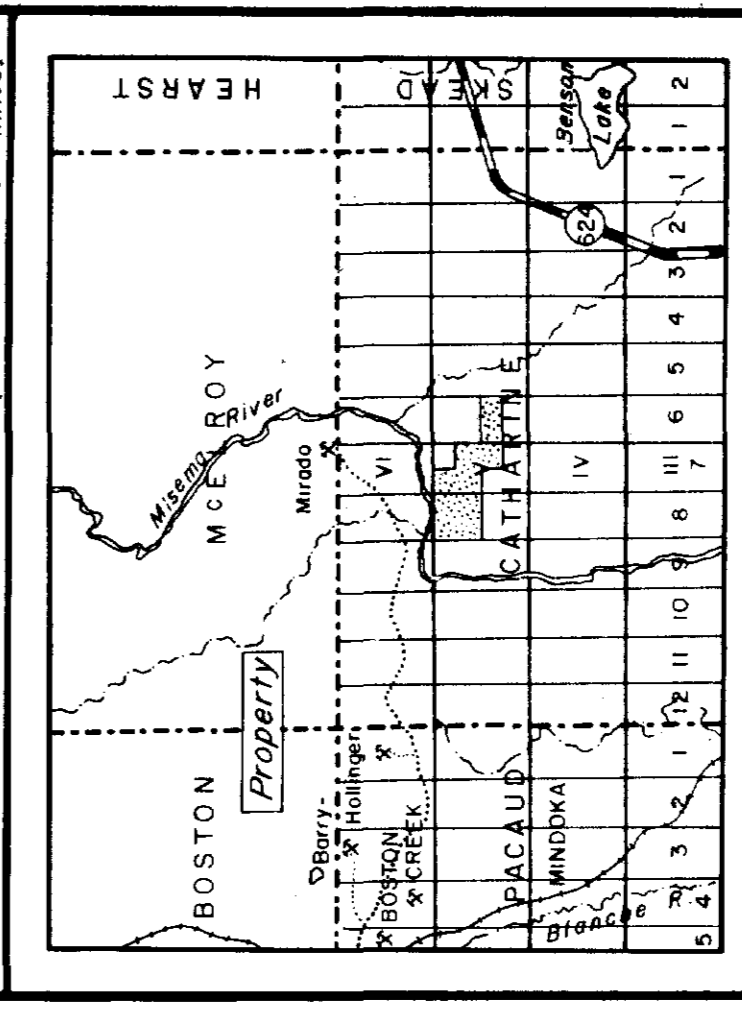 BOSTON
MCELROY
HEARST
Property
Misema River
Barry-
Hollinger
Mirado
BOSTON
CREEK
VI
SKEAD
PACAUD
CATHARINE
V
MINDOKA
IV
624
Benson
Lake
Blanche R.
III
5 4 3 2 1 12 11 10 9 8 7 6 5 4 3 2 1 1 2